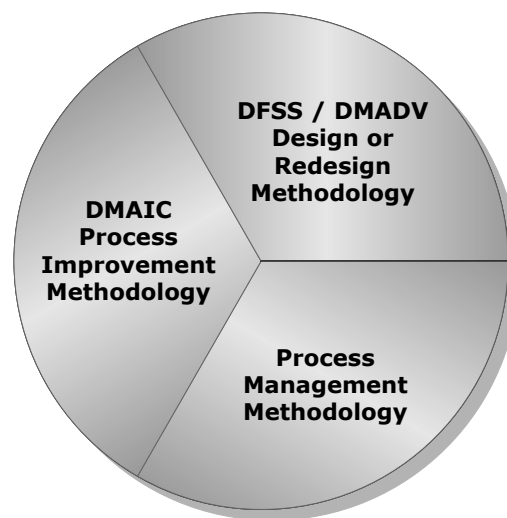 DFSS / DMADV
Design or
Redesign
Methodology
DMAIC
Process
Improvement
Methodology
Process
Management
Methodology